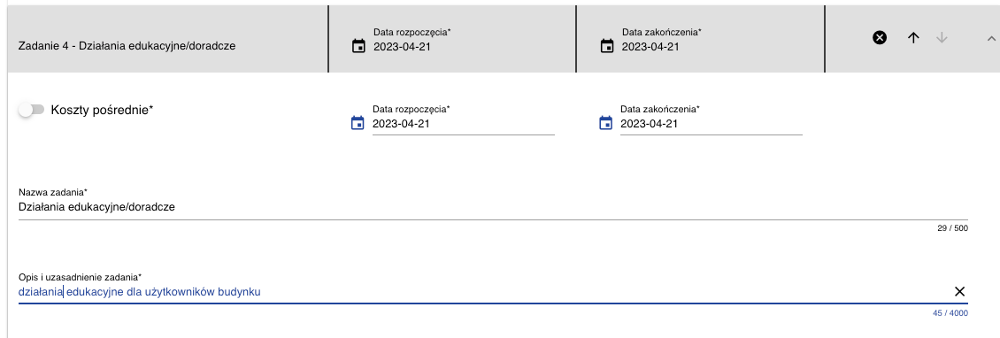 Zadanie 4 - Działania edukacyjne/doradcze
Data rozpoczęcia*
2023-04-21
Data zakończenia*
2023-04-21
Koszty pośrednie*
Data rozpoczęcia*
2023-04-21
Data zakończenia*
2023-04-21
Nazwa zadania*
Działania edukacyjne/doradcze
29 / 500
Opis i uzasadnienie zadania*
działania edukacyjne dla użytkowników budynku
45 / 4000